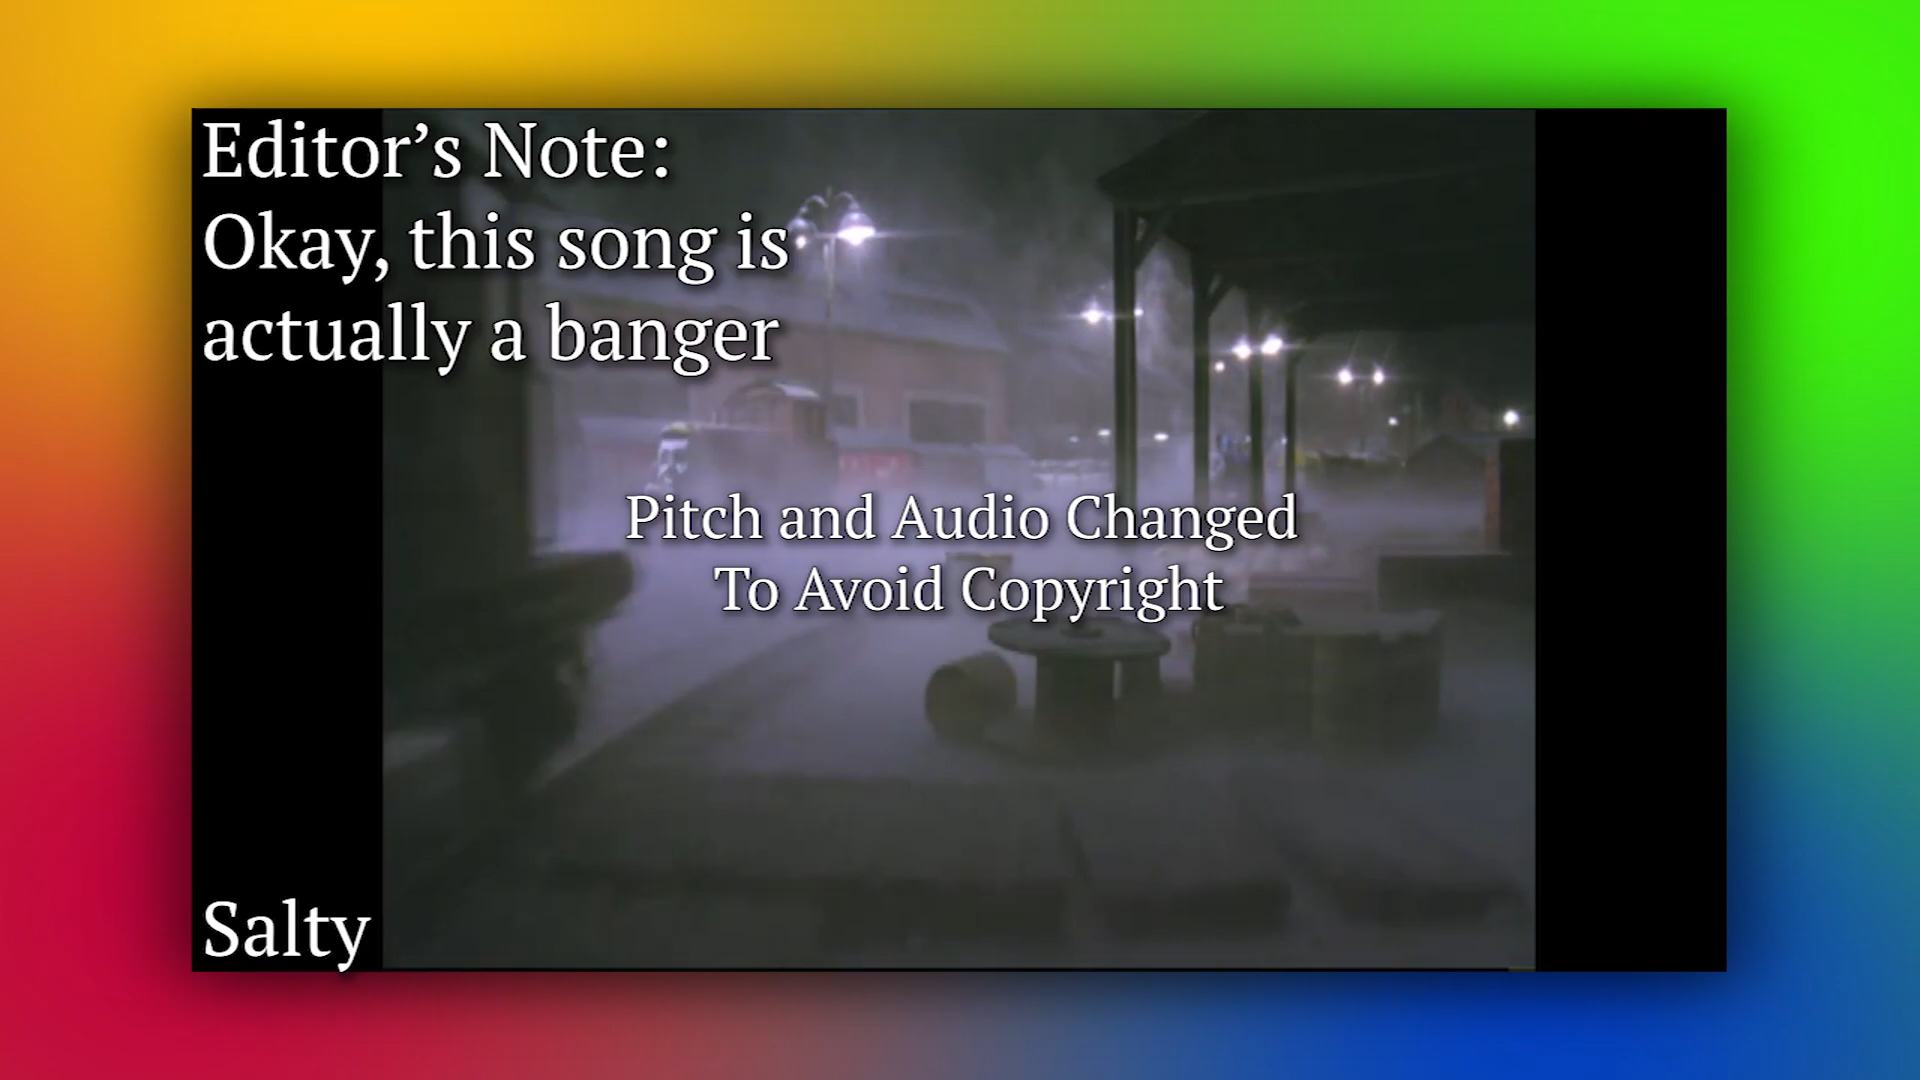 Editor’s Note:
Okay, this song is
actually a banger
Pitch and Audio Changed
To Avoid Copyright
Salty